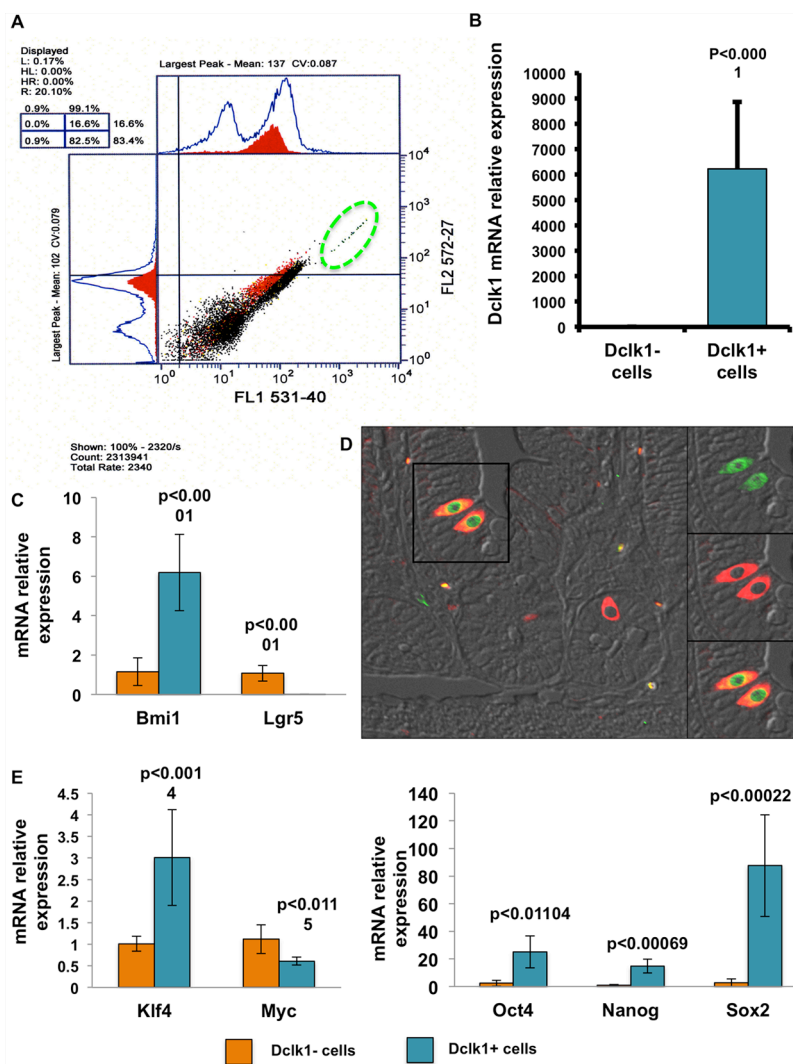 A
Displayed
L: 0.17%
HL: 0.00%
HR: 0.00%
R: 20.10%
0.9% 99.1%
0.0% 16.6% 16.6%
0.9% 82.5% 83.4%
Largest Peak - Mean: 137 CV:0.087
Largest Peak - Mean: 102 CV:0.079
10⁴
10³
10²
10¹
10⁰
FL2 572-27
10⁰ 10¹ 10² 10³ 10⁴
FL1 531-40
Shown: 100% - 2320/s
Count: 2313941
Total Rate: 2340
B
Dclk1 mRNA relative expression
P<0.000
1
10000
9000
8000
7000
6000
5000
4000
3000
2000
1000
0
Dclk1-
cells
Dclk1+
cells
C
mRNA relative
expression
10
8
6
4
2
0
p<0.00
01
p<0.00
01
Bmi1 Lgr5
D
E
mRNA relative
expression
4.5
4
3.5
3
2.5
2
1.5
1
0.5
0
p<0.001
4
p<0.011
5
Klf4 Myc
mRNA relative
expression
140
120
100
80
60
40
20
0
p<0.01104
p<0.00069
p<0.00022
Oct4 Nanog Sox2
Dclk1- cells Dclk1+ cells